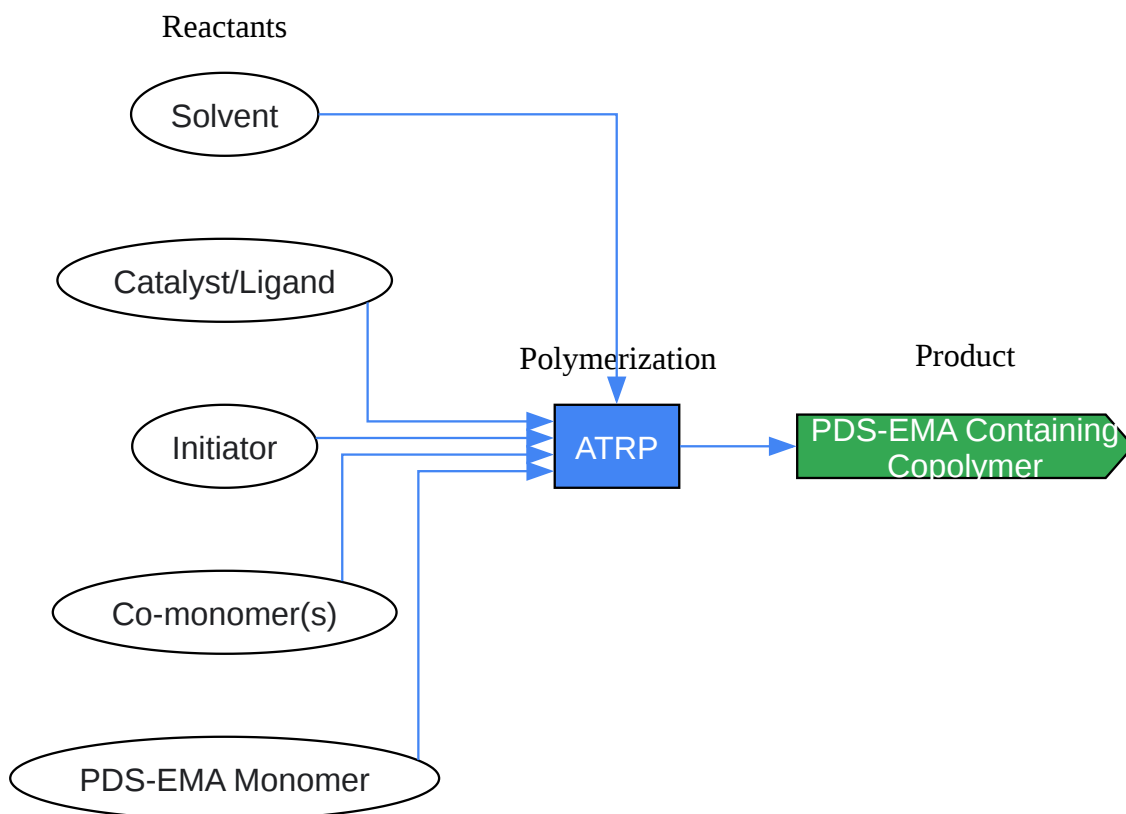 Reactants
Solvent
Catalyst/Ligand
Polymerization
Product
Initiator
ATRP
PDS-EMA Containing
Copolymer
Co-monomer(s)
PDS-EMA Monomer